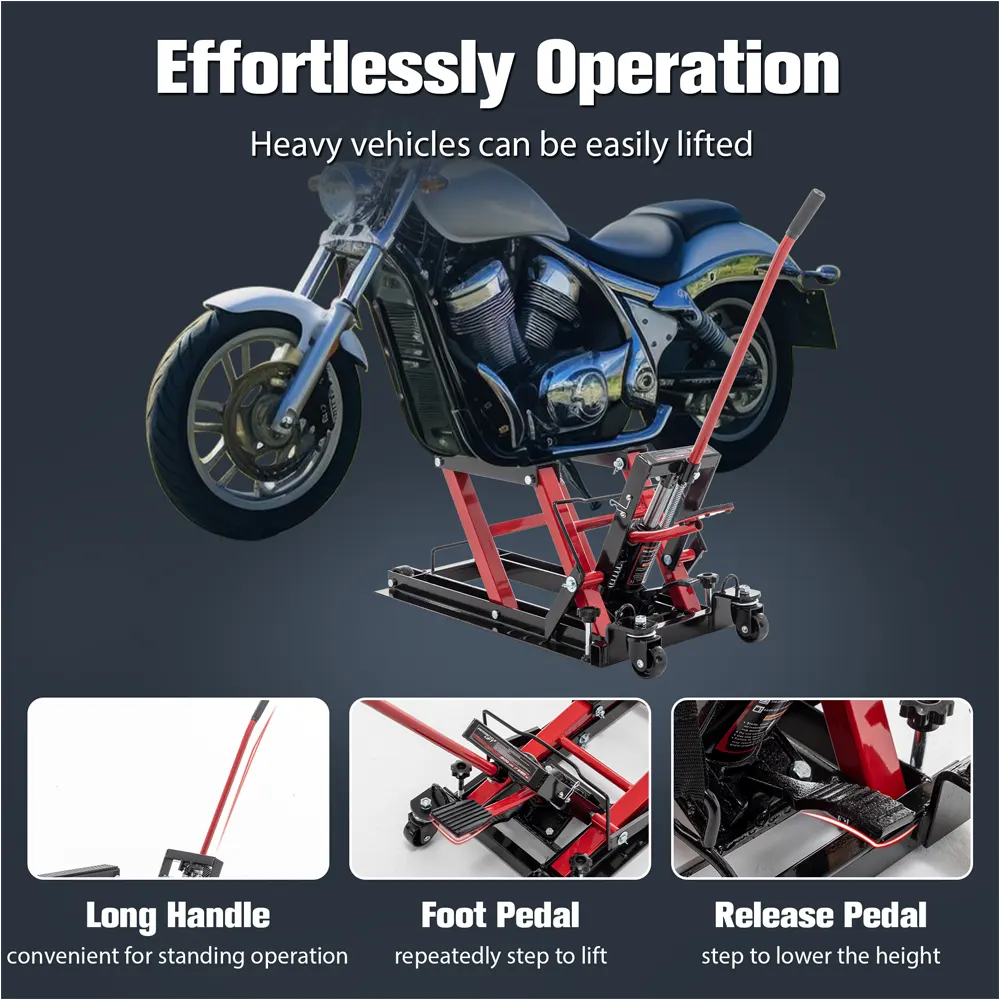 Effortlessly Operation
Heavy vehicles can be easily lifted
Long Handle
convenient for standing operation
Foot Pedal
repeatedly step to lift
Release Pedal
step to lower the height